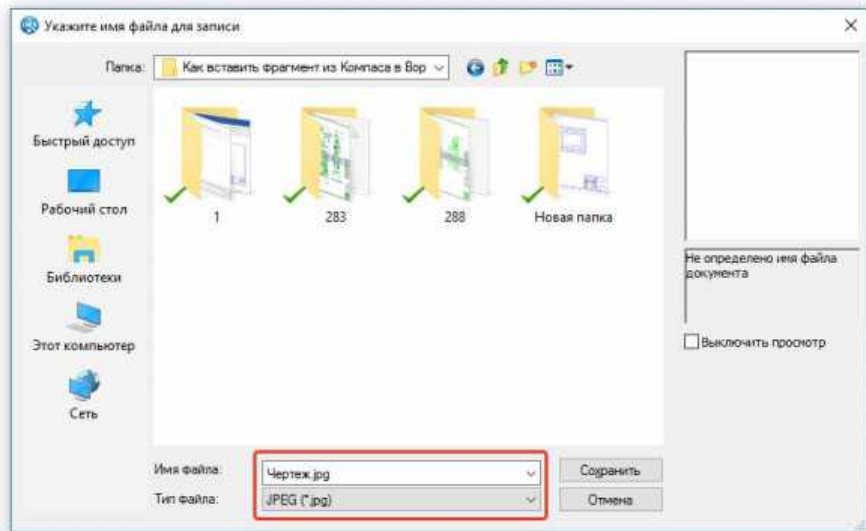 Укажите имя файла для записи
Папка: Как вставить фрагмент из Компаса в Вор
Быстрый доступ
Рабочий стол
Библиотеки
Этот компьютер
Сеть
1
283
288
Новая папка
Не определено имя файла
документа
Выключить просмотр
Имя файла: Чертеж.jpg
Сохранить
Тип файла: JPEG (*.jpg)
Отмена